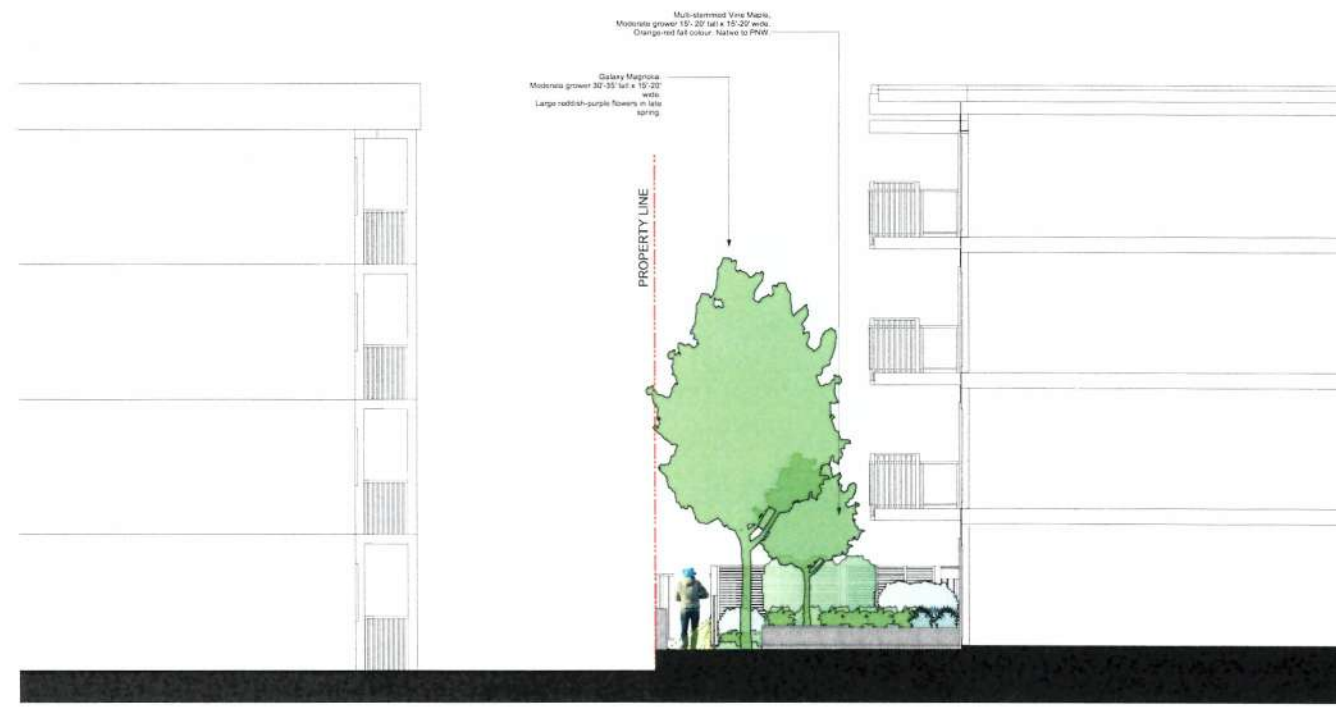 Multi-stemmed Vine Maple,
Moderate grower 15'- 20' tall x 15'-20' wide.
Orange-red fall colour. Native to PNW.
Galaxy Magnolia.
Moderate grower 30'-35' tall x 15'-20'
wide.
Large reddish-purple flowers in late
spring.
PROPERTY LINE